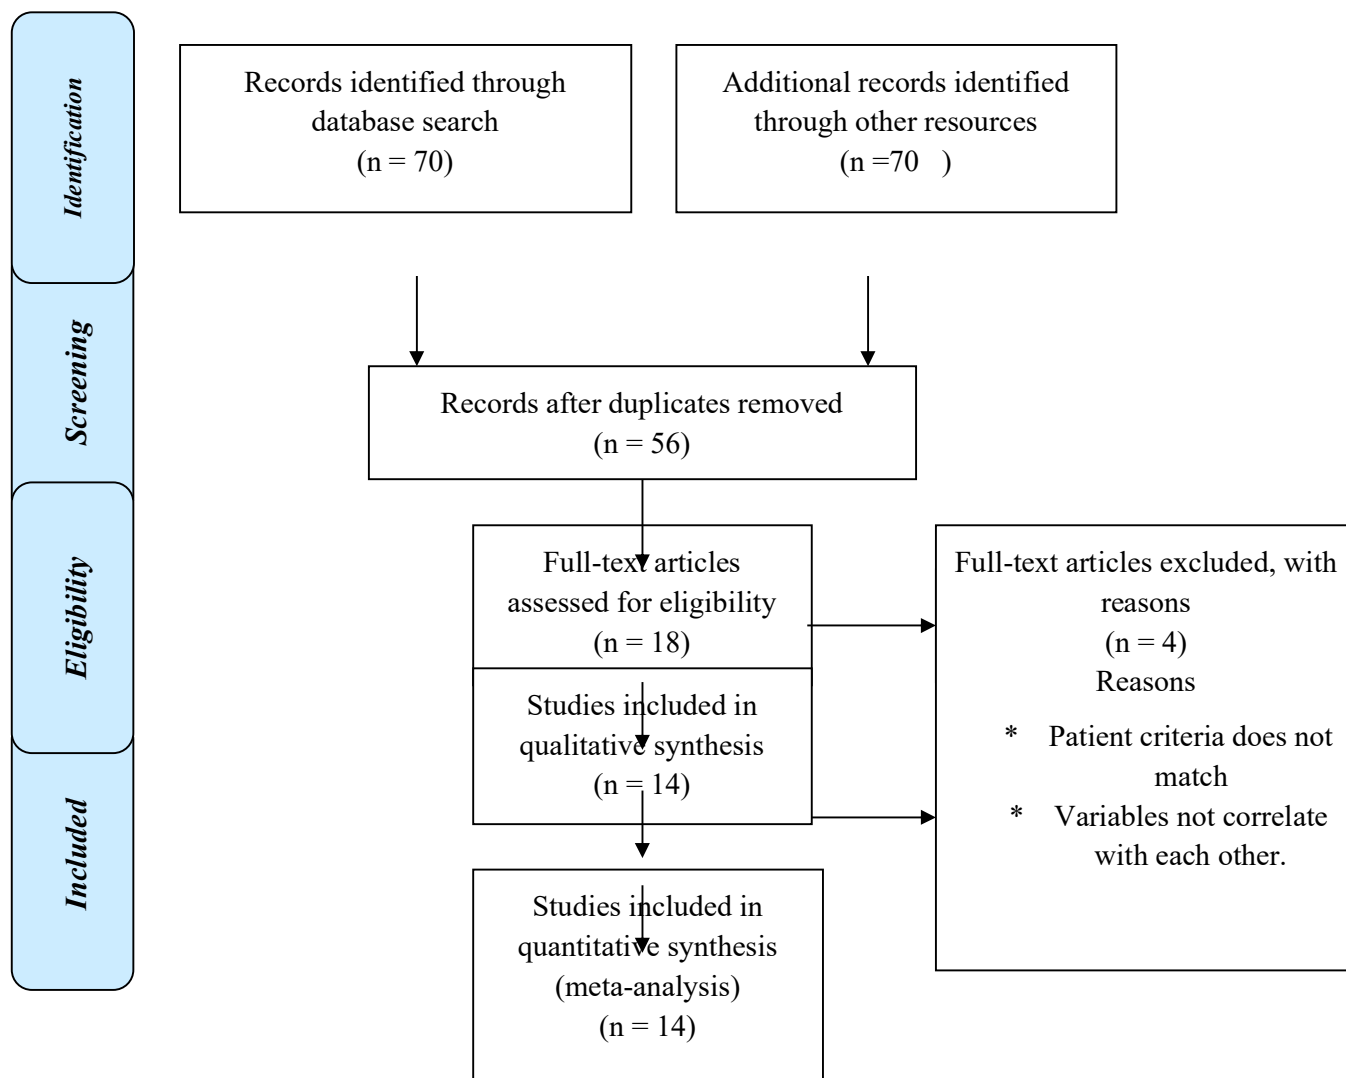 Identification
Records identified through
database search
(n = 70)
Additional records identified
through other resources
(n =70   )
Screening
Records after duplicates removed
(n = 56)
Eligibility
Full-text articles
assessed for eligibility
(n = 18)
Full-text articles excluded, with
reasons
(n = 4)
Reasons
* Patient criteria does not
match
* Variables not correlate
with each other.
Studies included in
qualitative synthesis
(n = 14)
Included
Studies included in
quantitative synthesis
(meta-analysis)
(n = 14)